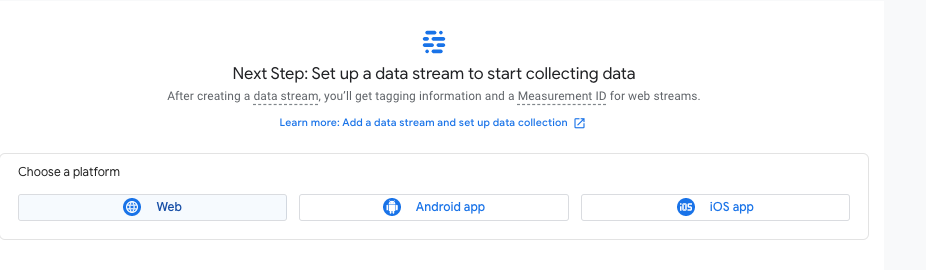 Next Step: Set up a data stream to start collecting data
After creating a data stream, you'll get tagging information and a Measurement ID for web streams.
Learn more: Add a data stream and set up data collection
Choose a platform
Web
Android app
iOS iOS app